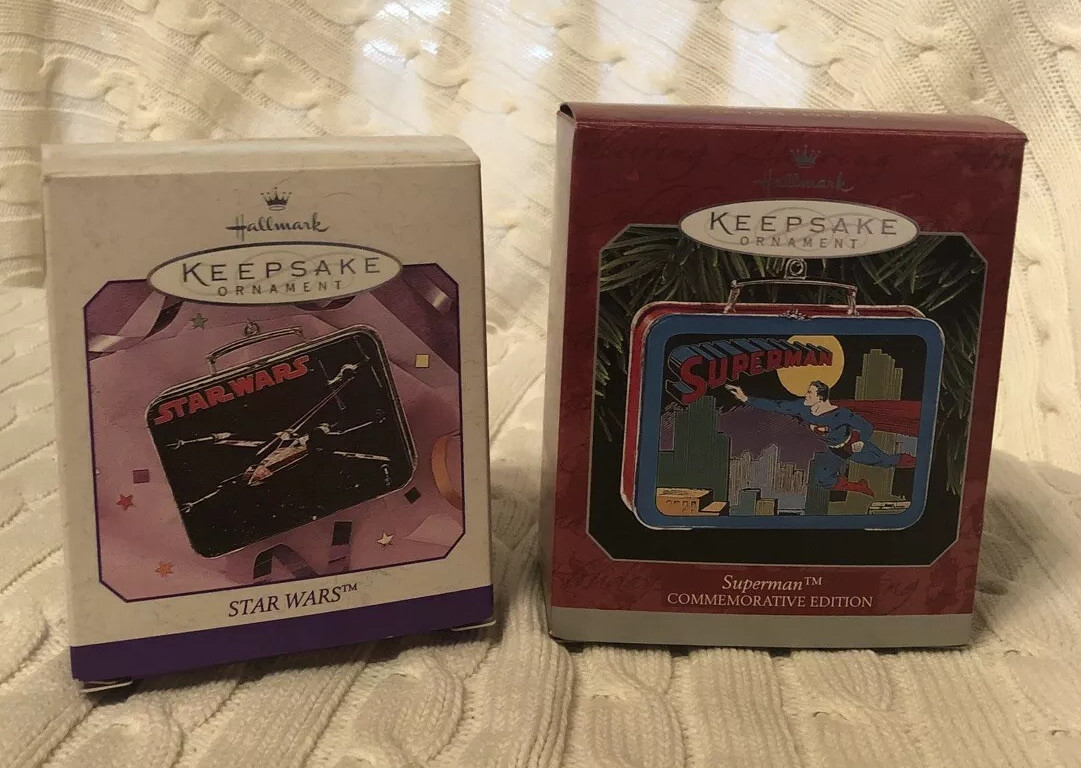 Hallmark
KEEPSAKE
ORNAMENT
STAR WARS
STAR WARS™
Hallmark
KEEPSAKE
ORNAMENT
SUPERMAN
Superman™
COMMEMORATIVE EDITION